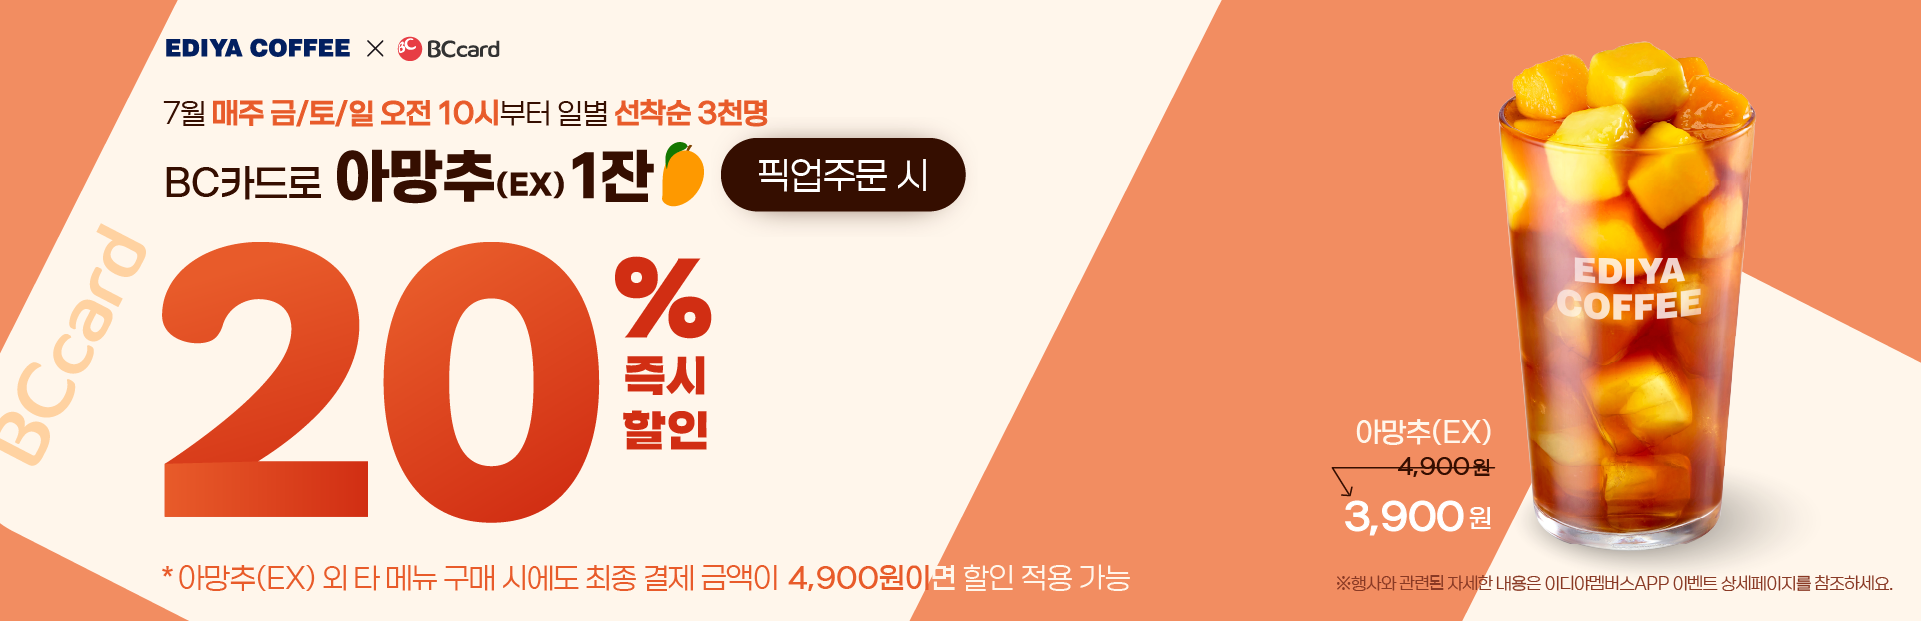 EDIYA COFFEE × BC BCcard
7월 매주 금/토/일 오전 10시부터 일별 선착순 3천명
BC카드로 아망추(EX) 1잔 픽업주문 시
20%
즉시
할인
BCcard
* 아망추(EX) 외 타 메뉴 구매 시에도 최종 결제 금액이 4,900원이면 할인 적용 가능
EDIYA
COFFEE
아망추(EX)
4,900원
3,900원
※행사와 관련된 자세한 내용은 이디야멤버스APP 이벤트 상세페이지를 참조하세요.